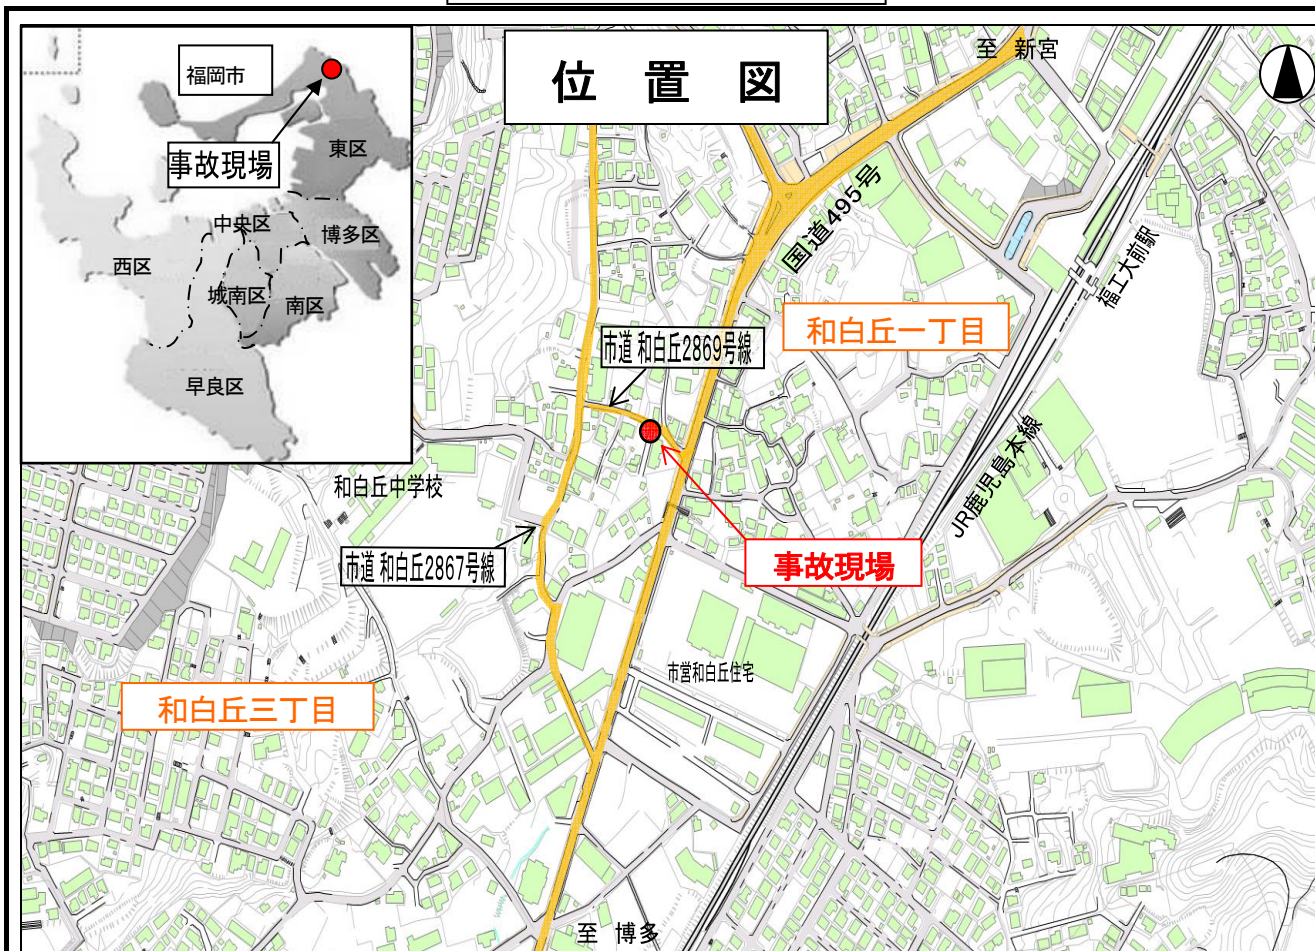 位置図
至 新宮
福岡市
事故現場
東区
中央区
博多区
西区
城南区
南区
早良区
国道495号
福工大前駅
和白丘一丁目
市道 和白丘2869号線
JR鹿児島本線
和白丘中学校
市道 和白丘2867号線
事故現場
市営和白丘住宅
和白丘三丁目
至 博多